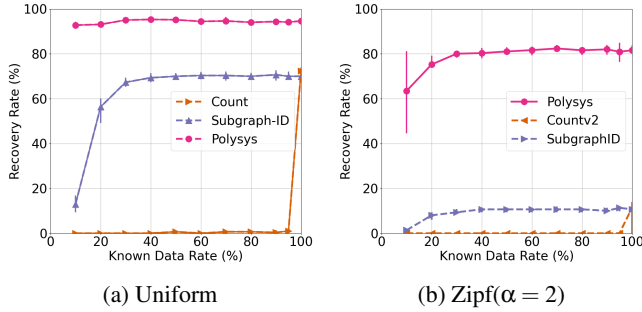 100
80
60
40
20
0
Recovery Rate (%)
Count
Subgraph-ID
Polysys
0 20 40 60 80 100
Known Data Rate (%)
(a) Uniform
100
80
60
40
20
0
Recovery Rate (%)
Polysys
Countv2
SubgraphID
0 20 40 60 80 100
Known Data Rate (%)
(b) Zipf(α = 2)